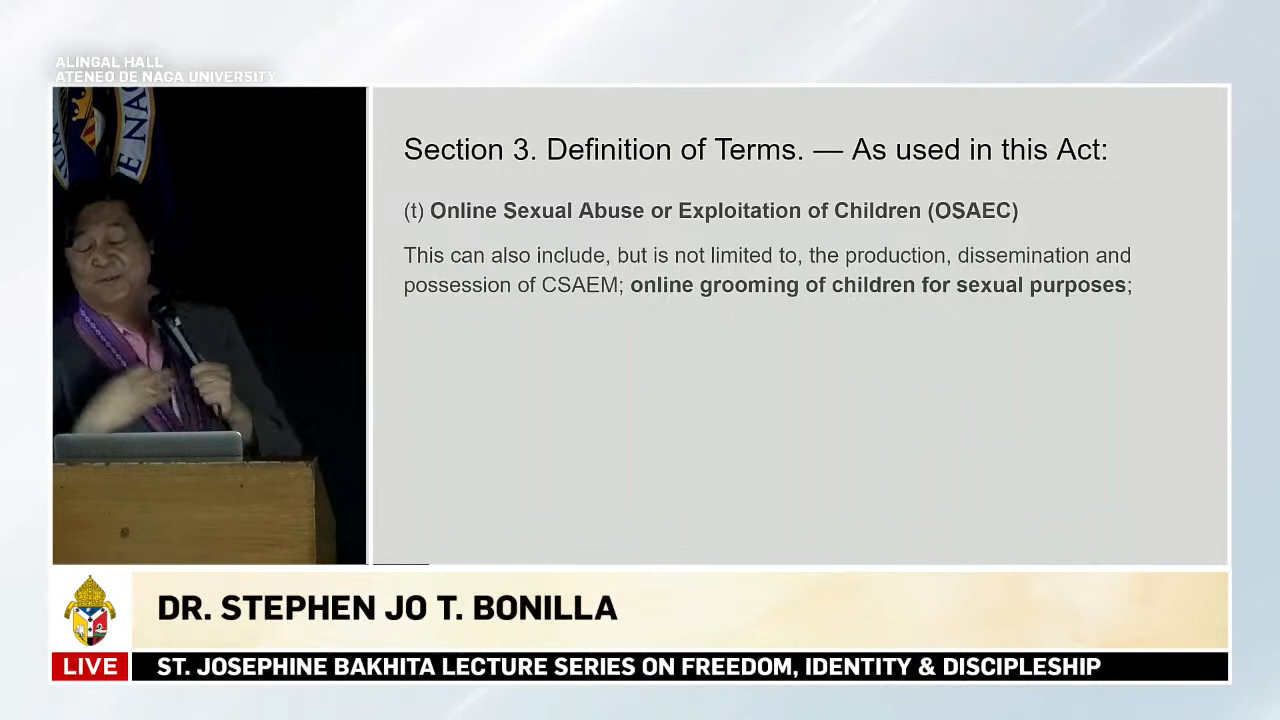 ALINGAL HALL
ATENEO DE NAGA UNIVERSITY
Section 3. Definition of Terms. — As used in this Act:
(t) Online Sexual Abuse or Exploitation of Children (OSAEC)
This can also include, but is not limited to, the production, dissemination and
possession of CSAEM; online grooming of children for sexual purposes;
DR. STEPHEN JO T. BONILLA
LIVE
ST. JOSEPHINE BAKHITA LECTURE SERIES ON FREEDOM, IDENTITY & DISCIPLESHIP